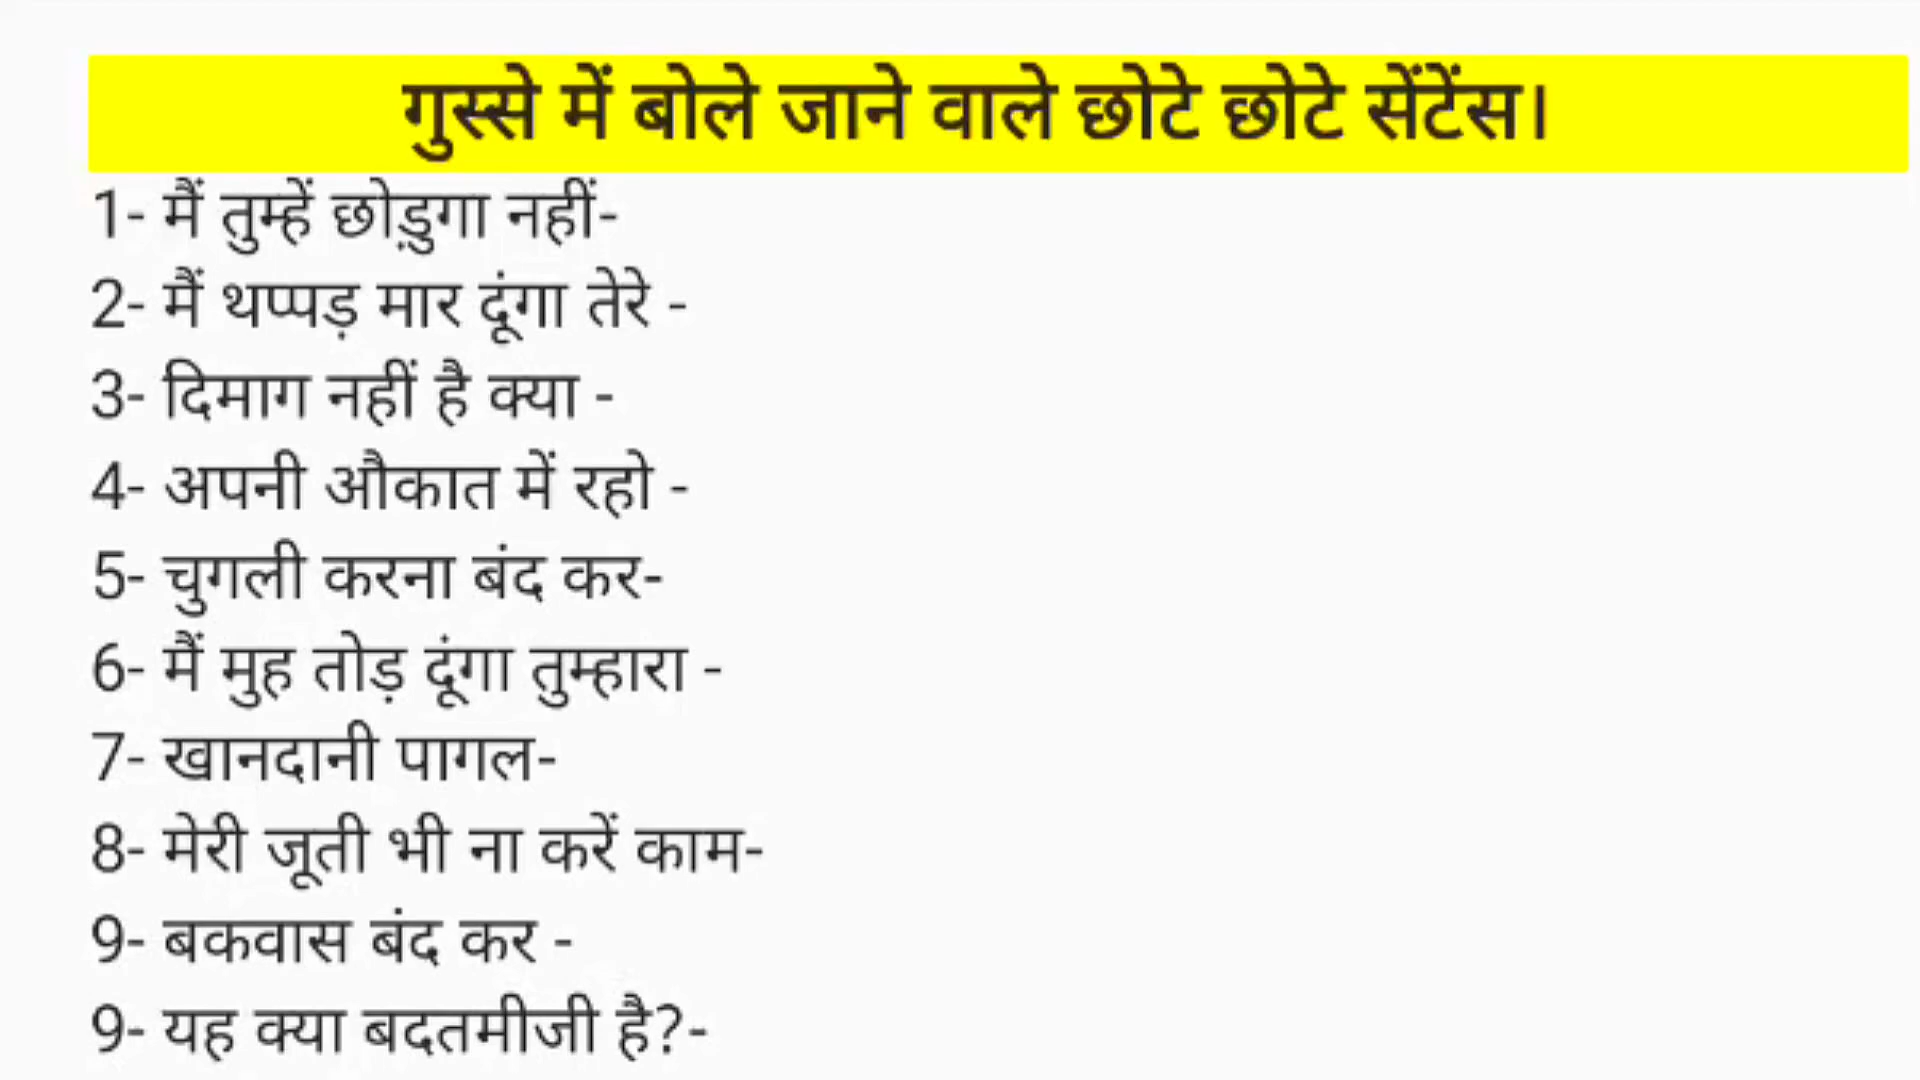 गुस्से में बोले जाने वाले छोटे छोटे सेंटेंस।
1- मैं तुम्हें छोड़ुगा नहीं-
2- मैं थप्पड़ मार दूंगा तेरे -
3- दिमाग नहीं है क्या -
4- अपनी औकात में रहो -
5- चुगली करना बंद कर-
6- मैं मुह तोड़ दूंगा तुम्हारा -
7- खानदानी पागल-
8- मेरी जूती भी ना करें काम-
9- बकवास बंद कर -
9- यह क्या बदतमीजी है?-